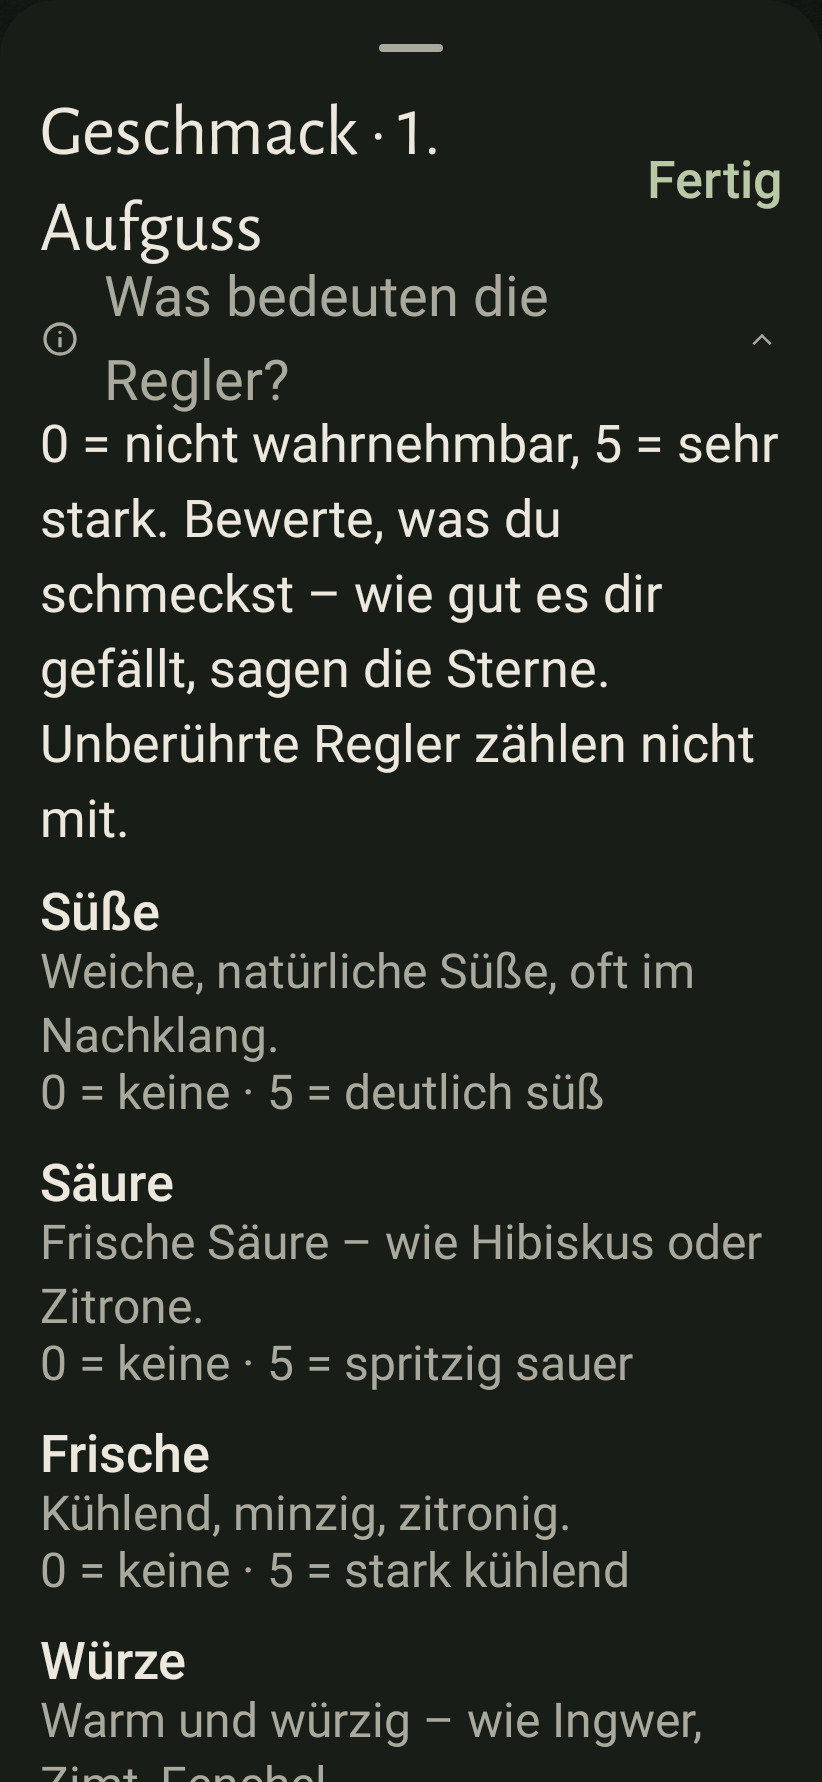 Geschmack · 1.
Aufguss
Fertig
Was bedeuten die
Regler?
0 = nicht wahrnehmbar, 5 = sehr
stark. Bewerte, was du
schmeckst – wie gut es dir
gefällt, sagen die Sterne.
Unberührte Regler zählen nicht
mit.
Süße
Weiche, natürliche Süße, oft im
Nachklang.
0 = keine · 5 = deutlich süß
Säure
Frische Säure – wie Hibiskus oder
Zitrone.
0 = keine · 5 = spritzig sauer
Frische
Kühlend, minzig, zitronig.
0 = keine · 5 = stark kühlend
Würze
Warm und würzig – wie Ingwer,
Zimt, Fenchel